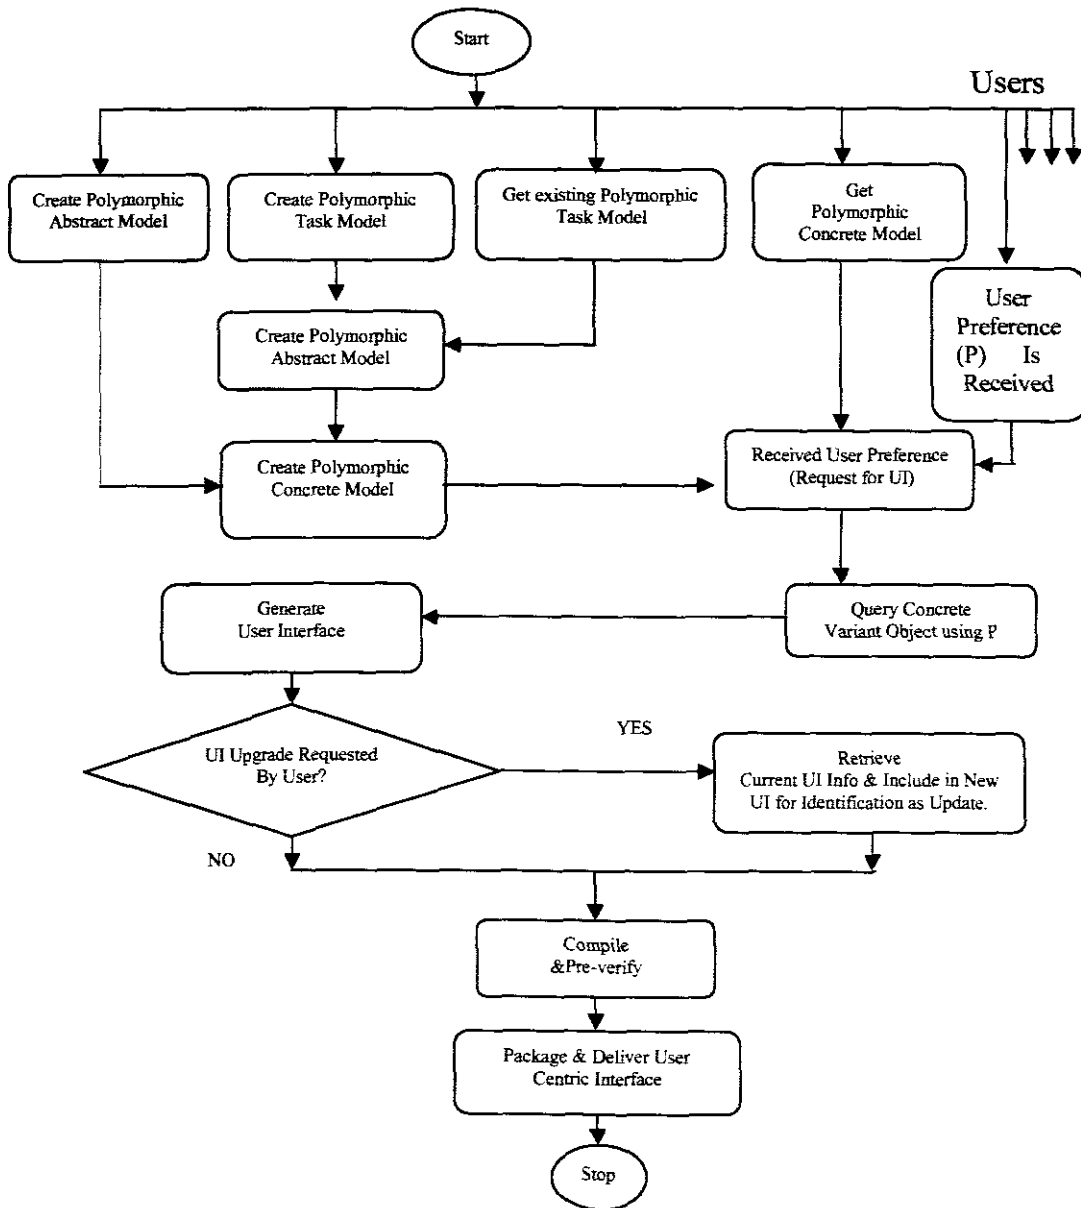 Start
Users
Create Polymorphic
Abstract Model
Create Polymorphic
Task Model
Get existing Polymorphic
Task Model
Get
Polymorphic
Concrete Model
User
Preference
(P) Is
Received
Create Polymorphic
Abstract Model
Create Polymorphic
Concrete Model
Received User Preference
(Request for UI)
Generate
User Interface
Query Concrete
Variant Object using P
UI Upgrade Requested
By User?
YES
Retrieve
Current UI Info & Include in New
UI for Identification as Update.
NO
Compile
&Pre-verify
Package & Deliver User
Centric Interface
Stop